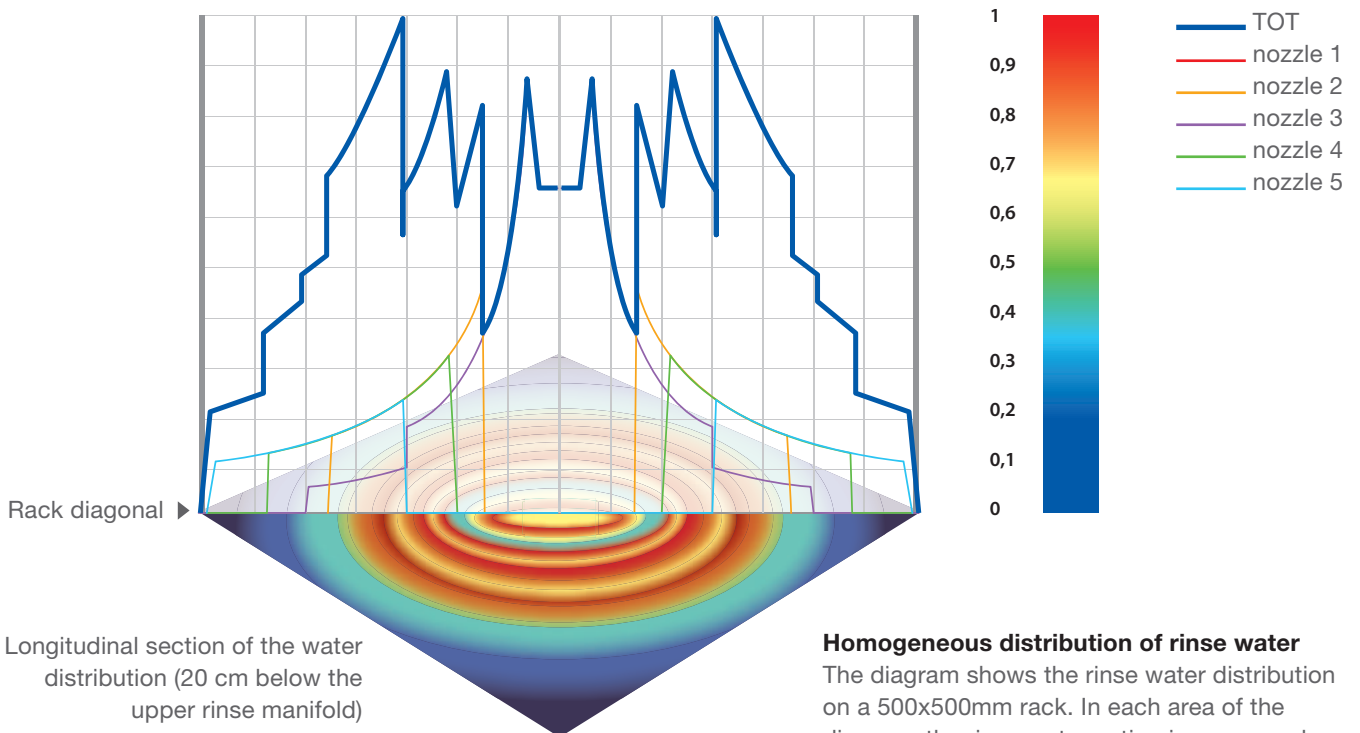 1
0,9
0,8
0,7
0,6
0,5
0,4
0,3
0,2
0,1
0
TOT
nozzle 1
nozzle 2
nozzle 3
nozzle 4
nozzle 5
Rack diagonal ▶
Longitudinal section of the water
distribution (20 cm below the
upper rinse manifold)
Homogeneous distribution of rinse water
The diagram shows the rinse water distribution
on a 500x500mm rack. In each area of the